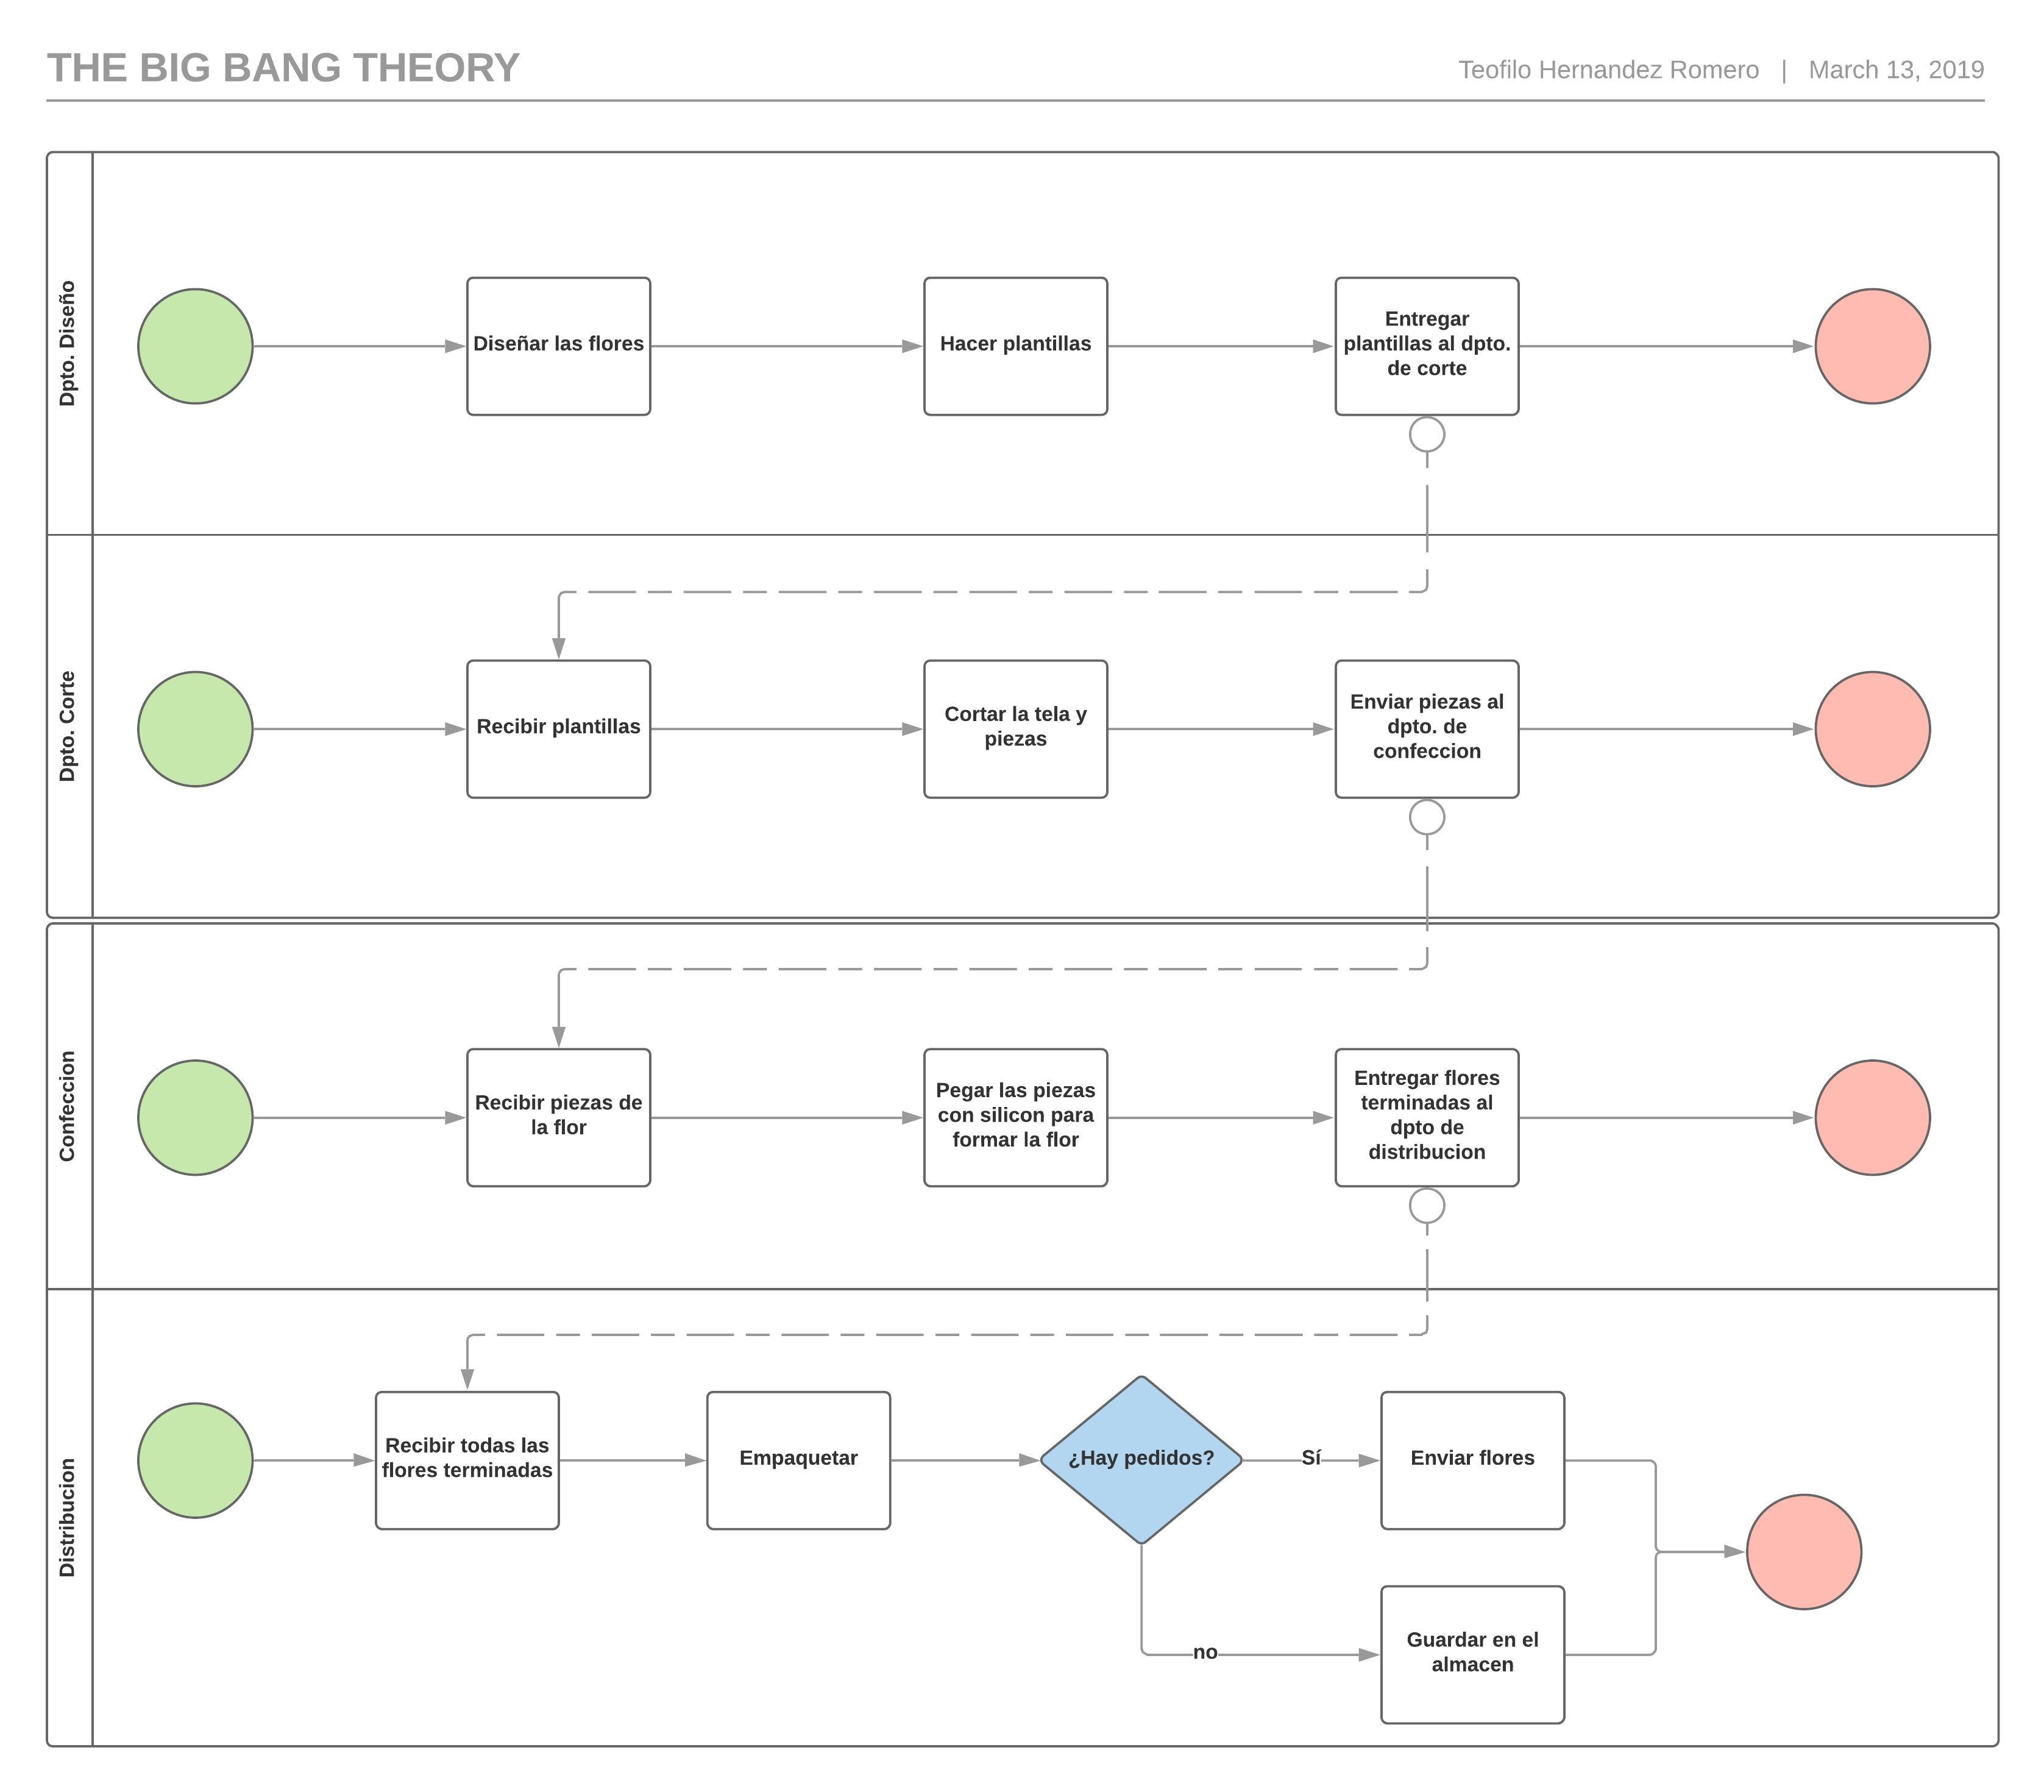 THE BIG BANG THEORY
Teofilo Hernandez Romero | March 13, 2019
Dpto. Diseño
Diseñar las flores
Hacer plantillas
Entregar
plantillas al dpto.
de corte
Dpto. Corte
Recibir plantillas
Cortar la tela y
piezas
Enviar piezas al
dpto. de
confeccion
Confeccion
Recibir piezas de
la flor
Pegar las piezas
con silicon para
formar la flor
Entregar flores
terminadas al
dpto de
distribucion
Distribucion
Recibir todas las
flores terminadas
Empaquetar
¿Hay pedidos?
Sí
Enviar flores
no
Guardar en el
almacen